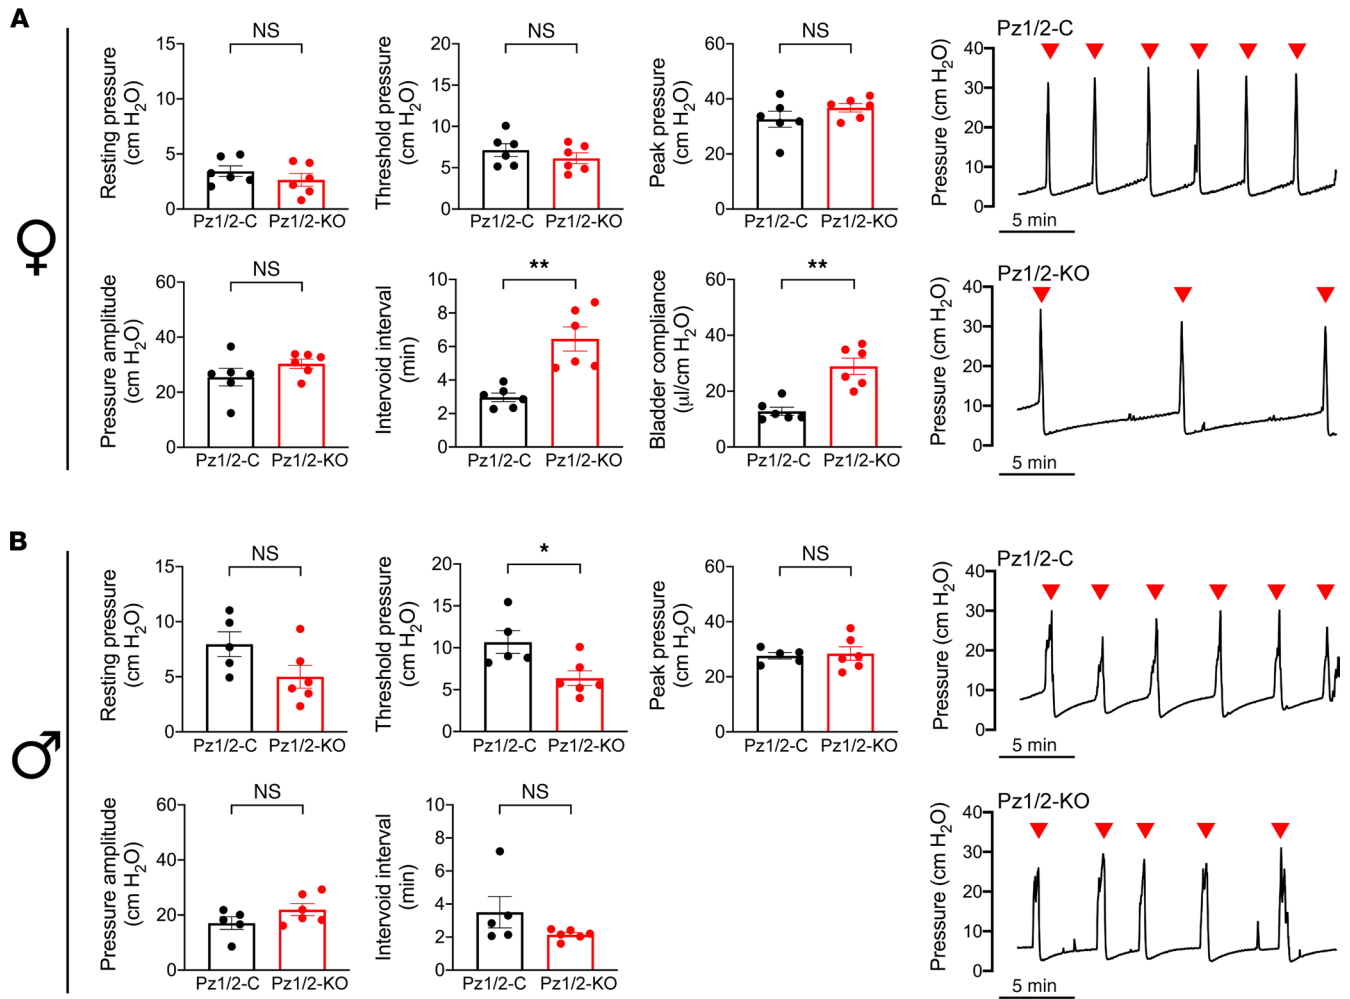 A
NS
Resting pressure
(cm H2O)
15
10
5
0
Pz1/2-C
Pz1/2-KO
NS
Threshold pressure
(cm H2O)
20
15
10
5
0
Pz1/2-C
Pz1/2-KO
NS
Peak pressure
(cm H2O)
60
40
20
0
Pz1/2-C
Pz1/2-KO
Pz1/2-C
Pressure (cm H2O)
40
30
20
10
0
5 min
♀
NS
Pressure amplitude
(cm H2O)
60
40
20
0
Pz1/2-C
Pz1/2-KO
**
Intervoid interval
(min)
10
8
6
4
2
0
Pz1/2-C
Pz1/2-KO
**
Bladder compliance
(µl/cm H2O)
60
40
20
0
Pz1/2-C
Pz1/2-KO
Pz1/2-KO
Pressure (cm H2O)
40
30
20
10
0
5 min
B
NS
Resting pressure
(cm H2O)
15
10
5
0
Pz1/2-C
Pz1/2-KO
*
Threshold pressure
(cm H2O)
20
15
10
5
0
Pz1/2-C
Pz1/2-KO
NS
Peak pressure
(cm H2O)
60
40
20
0
Pz1/2-C
Pz1/2-KO
Pz1/2-C
Pressure (cm H2O)
40
30
20
10
0
5 min
♂
NS
Pressure amplitude
(cm H2O)
60
40
20
0
Pz1/2-C
Pz1/2-KO
NS
Intervoid interval
(min)
10
8
6
4
2
0
Pz1/2-C
Pz1/2-KO
Pz1/2-KO
Pressure (cm H2O)
40
30
20
10
0
5 min